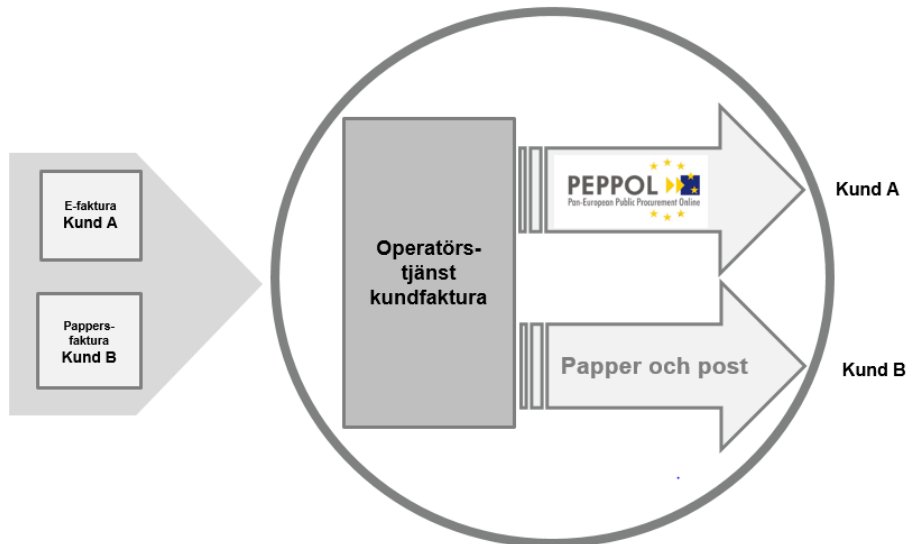 E-faktura
Kund A
Pappers-
faktura
Kund B
Operatörs-
tjänst
kundfaktura
PEPPOL
Pan-European Public Procurement Online
Kund A
Papper och post
Kund B